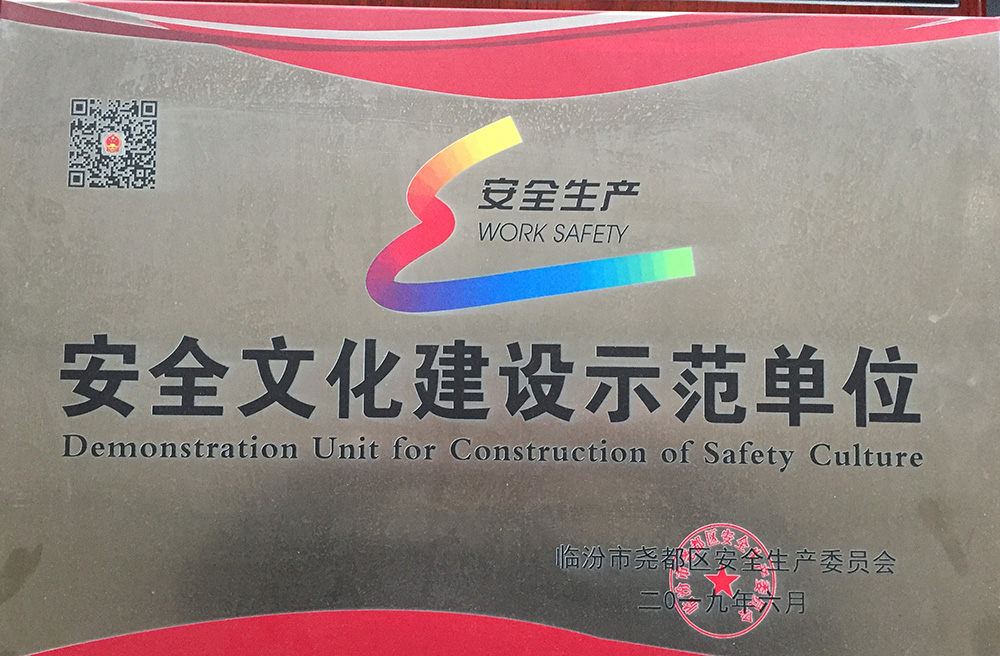 安全生产
WORK SAFETY
安全文化建设示范单位
Demonstration Unit for Construction of Safety Culture
临汾市尧都区安全生产委员会
二0一九年六月